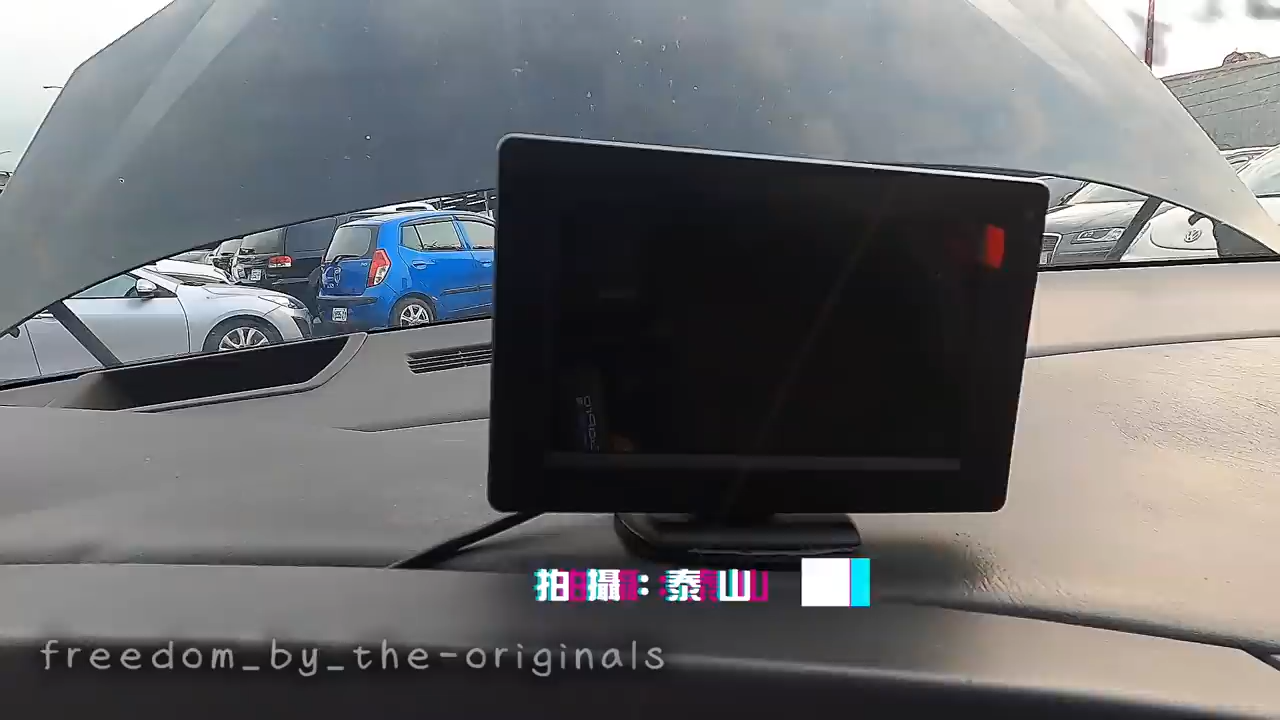 拍攝：泰山
freedom_by_the-originals